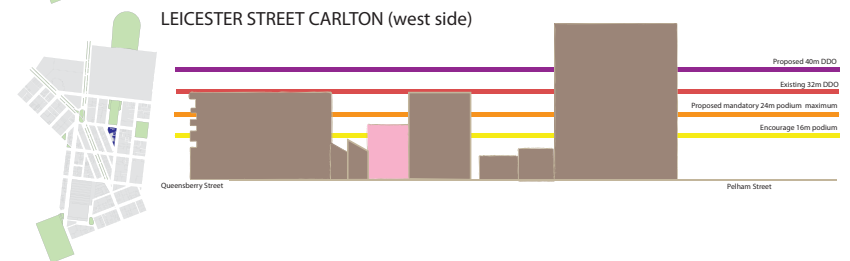 LEICESTER STREET CARLTON (west side)
Proposed 40m DDO
Existing 32m DDO
Proposed mandatory 24m podium maximum
Encourage 16m podium
Queensberry Street
Pelham Street